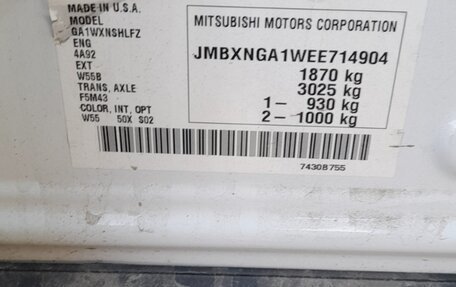 MADE IN U.S.A.
MODEL
GA1WXNSHLFZ
ENG
4A92
EXT
W55B
TRANS, AXLE
F5M43
COLOR, INT, OPT
W55 50X S02
MITSUBISHI MOTORS CORPORATION
JMBXNGA1WEE714904
1870 kg
3025 kg
1– 930 kg
2– 1000 kg
7430B755